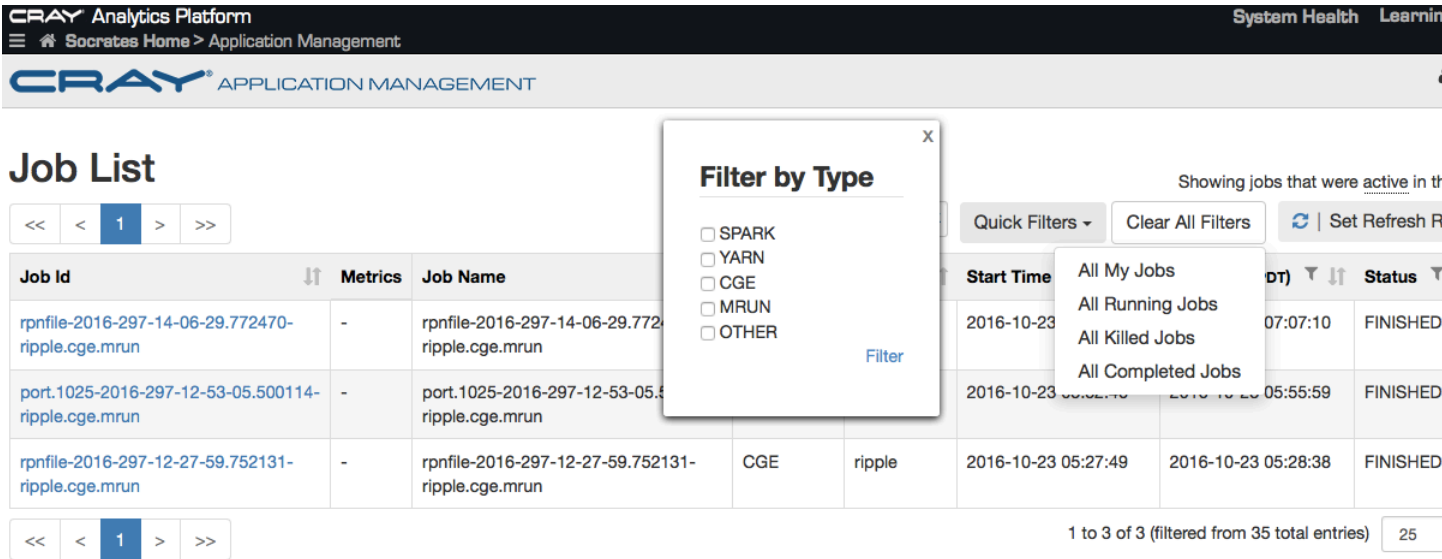 CRAY® Analytics Platform
System Health Learnin
Socrates Home > Application Management
CRAY® APPLICATION MANAGEMENT
X
Job List
Filter by Type
Showing jobs that were active in th
<< < 1 > >>
Quick Filters
Clear All Filters
| Set Refresh R
SPARK
YARN
CGE
MRUN
OTHER
Filter
All My Jobs
All Running Jobs
All Killed Jobs
All Completed Jobs
Job Id Metrics Job Name Start Time DT) Status
rpnfile-2016-297-14-06-29.772470- - rpnfile-2016-297-14-06-29.772 2016-10-23 07:07:10 FINISHED
ripple.cge.mrun ripple.cge.mrun
port.1025-2016-297-12-53-05.500114- - port.1025-2016-297-12-53-05. 2016-10-23 05:55:59 FINISHED
ripple.cge.mrun ripple.cge.mrun
rpnfile-2016-297-12-27-59.752131- - rpnfile-2016-297-12-27-59.752131- CGE ripple 2016-10-23 05:27:49 2016-10-23 05:28:38 FINISHED
ripple.cge.mrun ripple.cge.mrun
<< < 1 > >>
1 to 3 of 3 (filtered from 35 total entries) 25